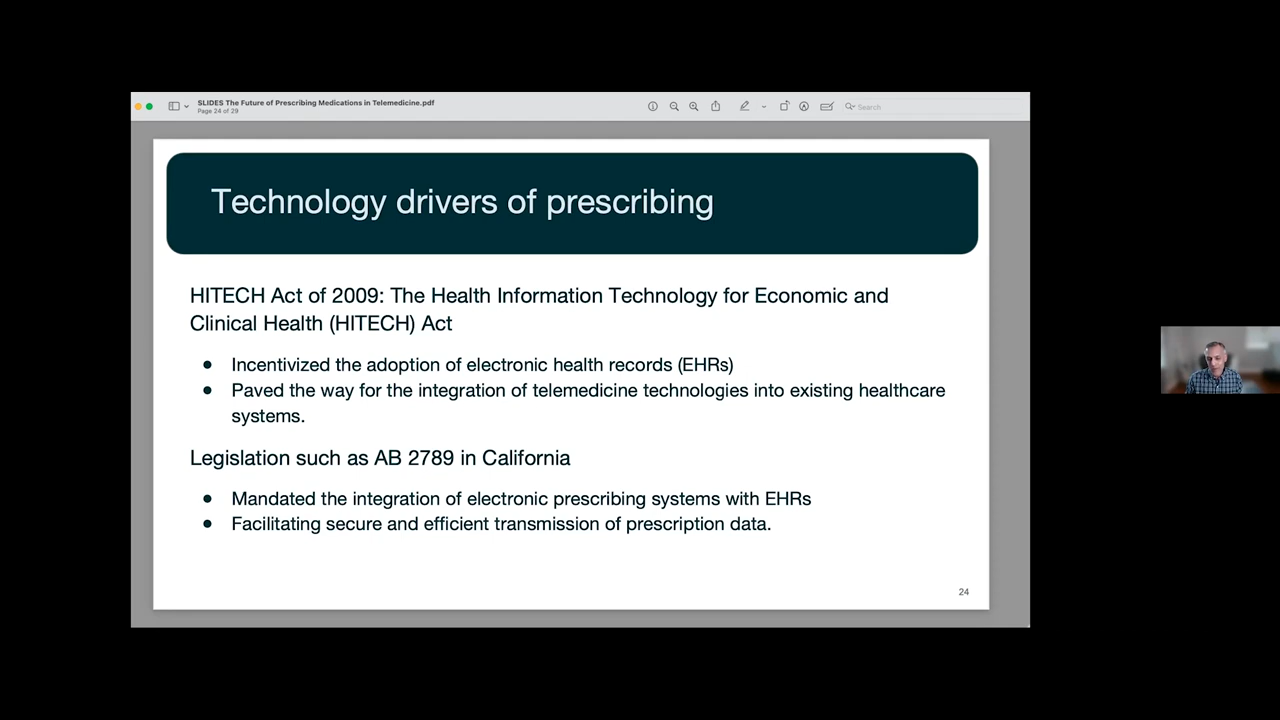 SLIDES The Future of Prescribing Medications in Telemedicine.pdf
Page 24 of 29
Search
Technology drivers of prescribing
HITECH Act of 2009: The Health Information Technology for Economic and
Clinical Health (HITECH) Act
● Incentivized the adoption of electronic health records (EHRs)
● Paved the way for the integration of telemedicine technologies into existing healthcare
systems.
Legislation such as AB 2789 in California
● Mandated the integration of electronic prescribing systems with EHRs
● Facilitating secure and efficient transmission of prescription data.
24